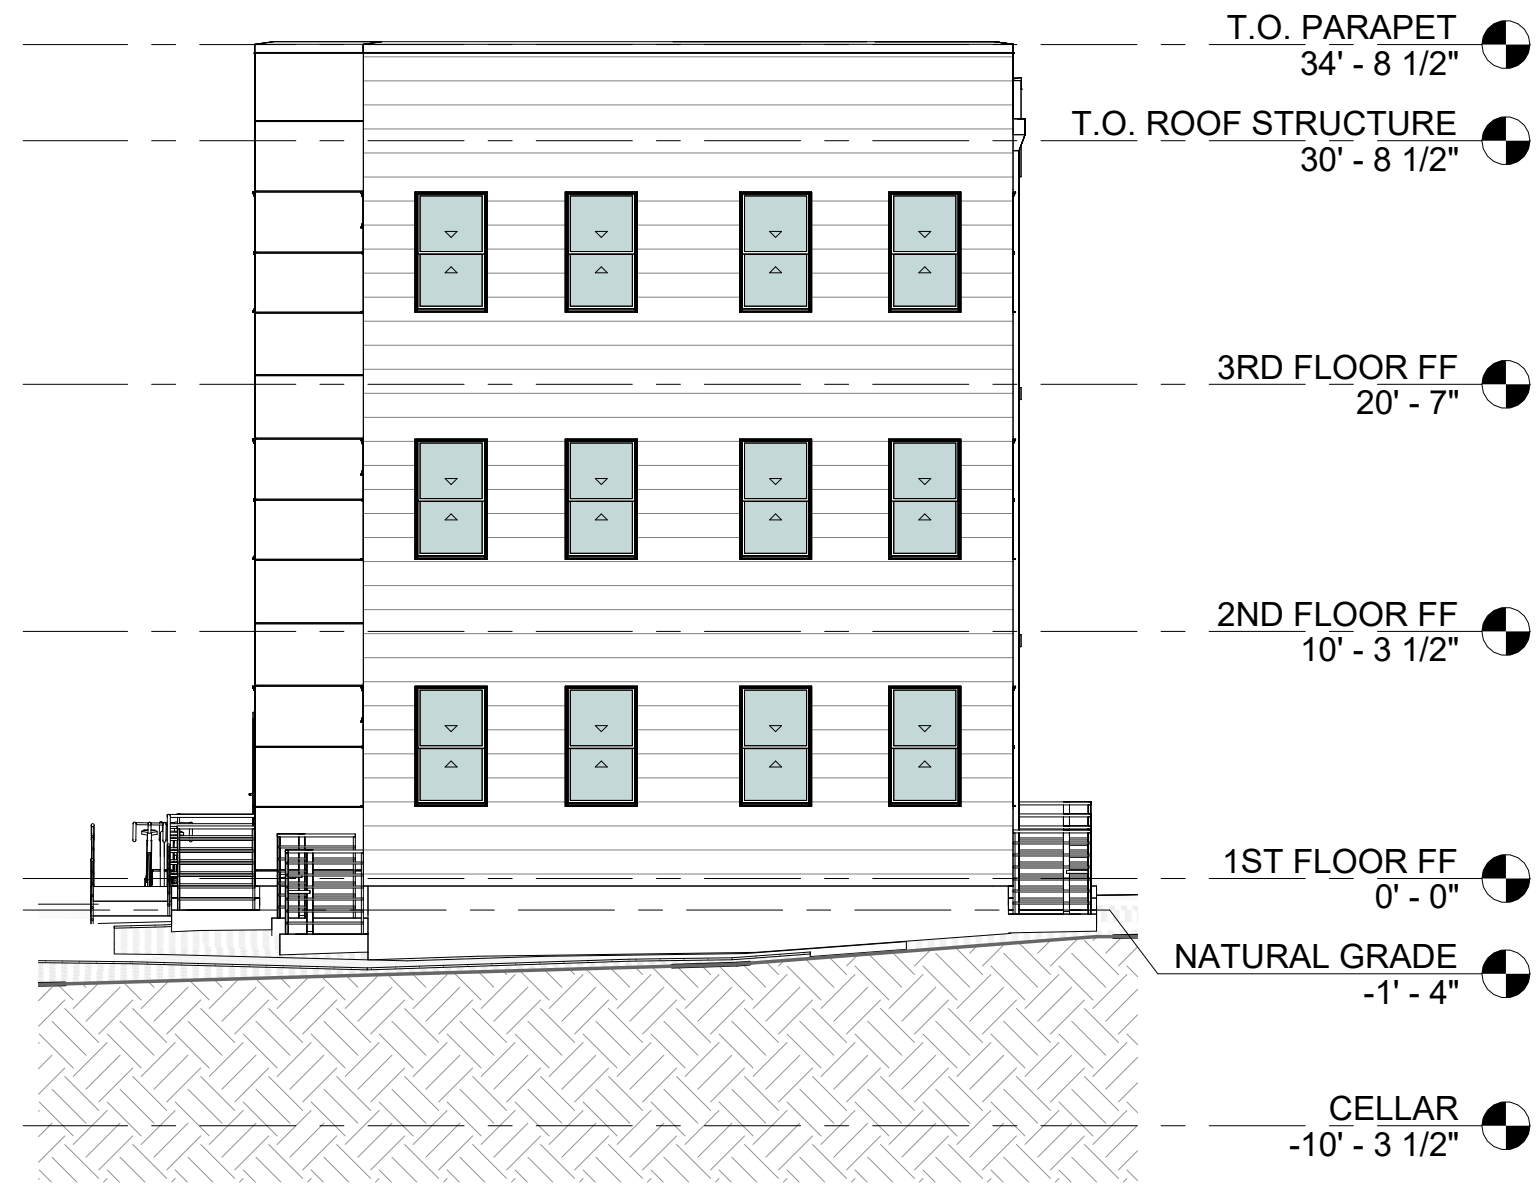 T.O. PARAPET
34' - 8 1/2"
T.O. ROOF STRUCTURE
30' - 8 1/2"
3RD FLOOR FF
20' - 7"
2ND FLOOR FF
10' - 3 1/2"
1ST FLOOR FF
0' - 0"
NATURAL GRADE
-1' - 4"
CELLAR
-10' - 3 1/2"